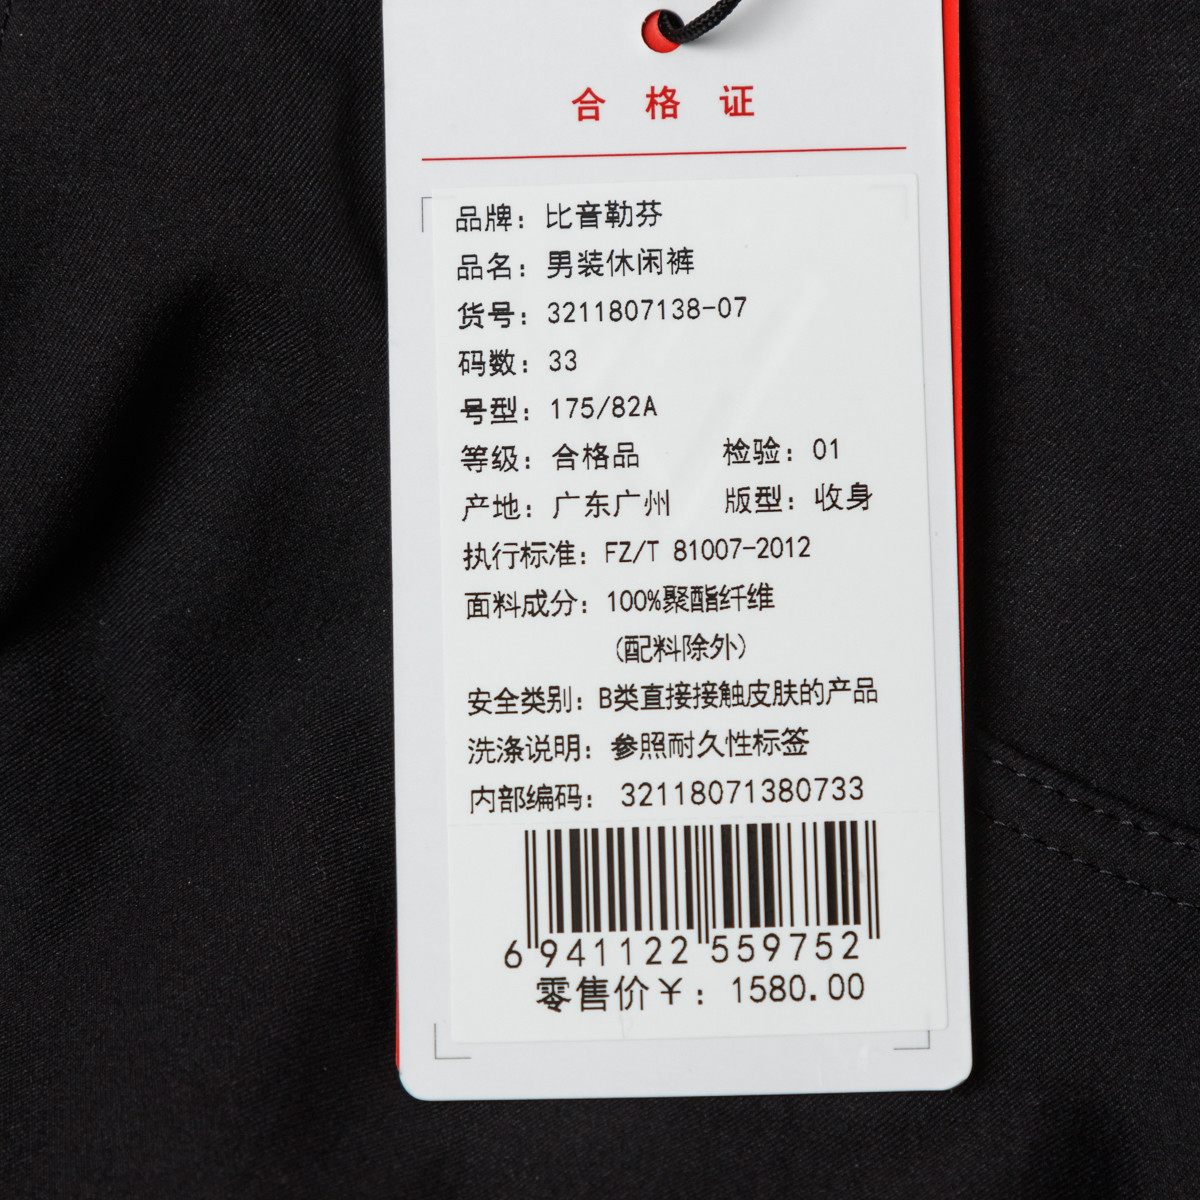 合格证
品牌：比音勒芬
品名：男装休闲裤
货号：3211807138-07
码数：33
号型：175/82A
等级：合格品 检验：01
产地：广东广州 版型：收身
执行标准：FZ/T 81007-2012
面料成分：100%聚酯纤维
(配料除外)
安全类别：B类直接接触皮肤的产品
洗涤说明：参照耐久性标签
内部编码：32118071380733
6 941122 559752
零售价￥：1580.00